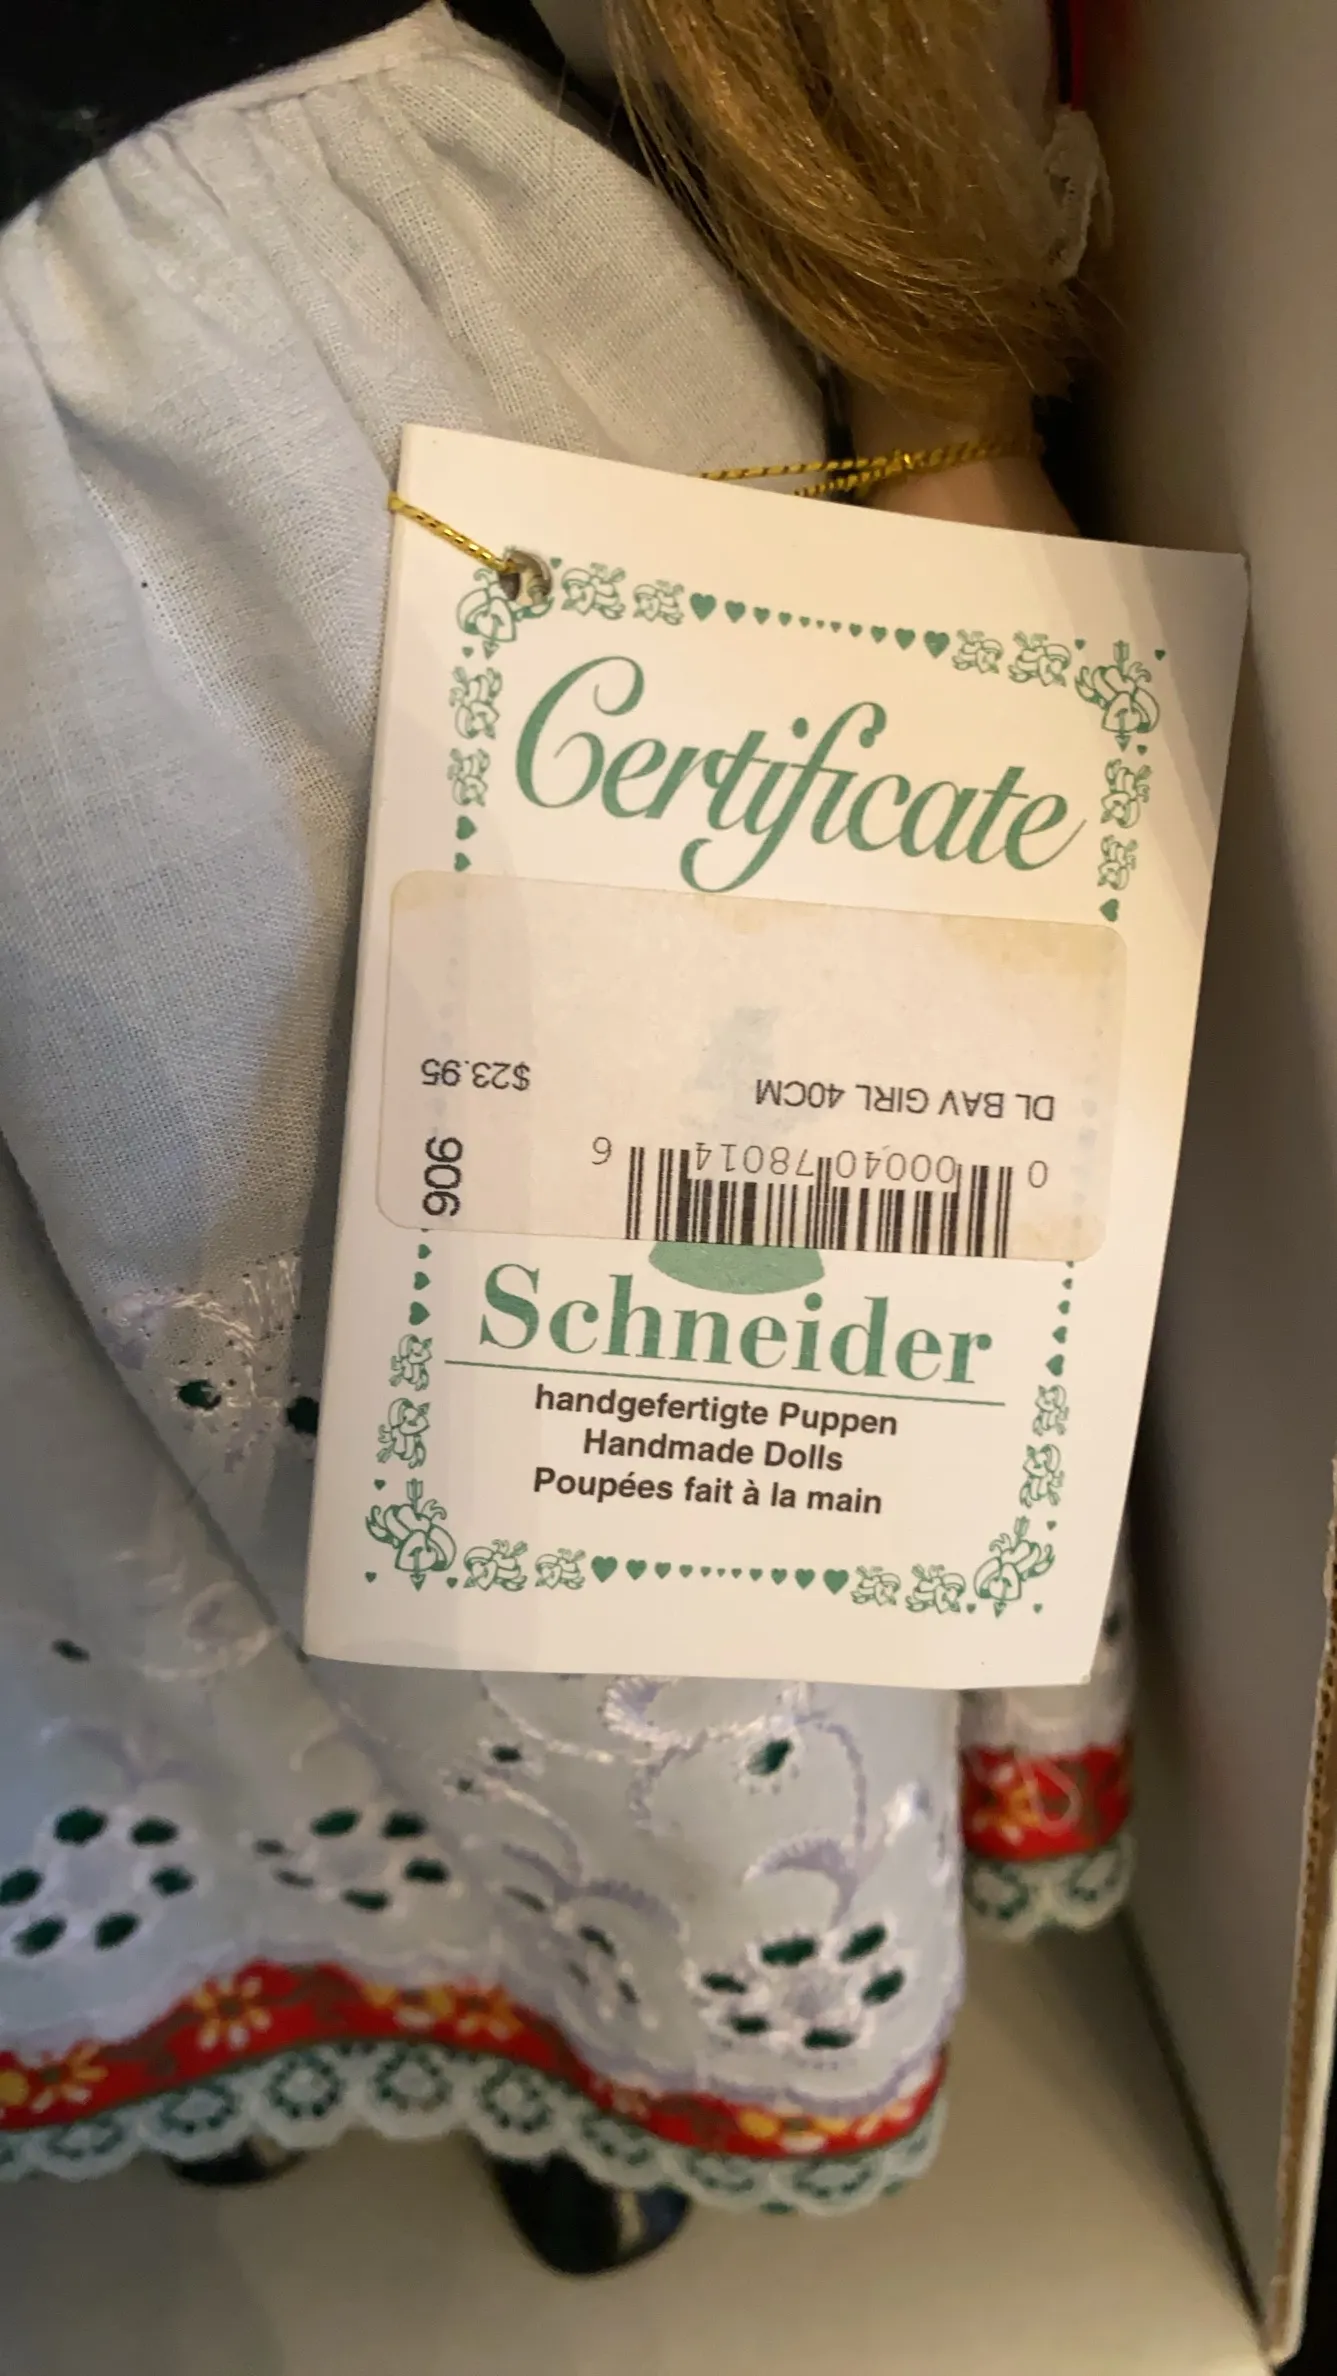 Certificate
$23.95
DL BAV GIRL 40CM
906
0 00040 78014 6
Schneider
handgefertigte Puppen
Handmade Dolls
Poupées fait à la main